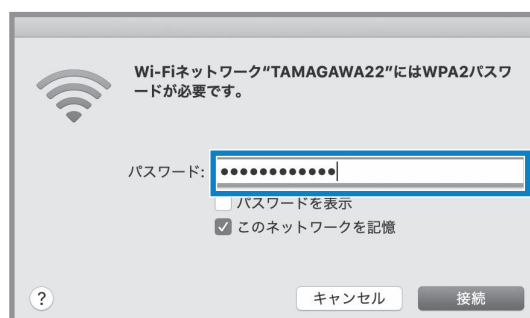 Wi-Fiネットワーク“TAMAGAWA22”にはWPA2パスワ
ードが必要です。
パスワード: ••••••••••••
パスワードを表示
このネットワークを記憶
? キャンセル 接続